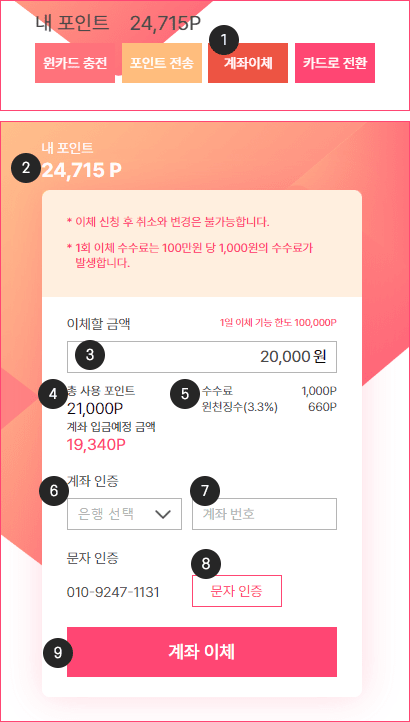 내 포인트 24,715P
1
윈카드 충전 포인트 전송 계좌이체 카드로 전환
내 포인트
2 24,715 P
* 이체 신청 후 취소와 변경은 불가능합니다.
* 1회 이체 수수료는 100만원 당 1,000원의 수수료가
발생합니다.
이체할 금액 1일 이체 가능 한도 100,000P
3 20,000 원
4 총 사용 포인트 5 수수료 1,000P
21,000P 원천징수(3.3%) 660P
계좌 입금예정 금액
19,340P
계좌 인증
6 은행 선택 7 계좌 번호
문자 인증
8
010-9247-1131 문자 인증
9 계좌 이체